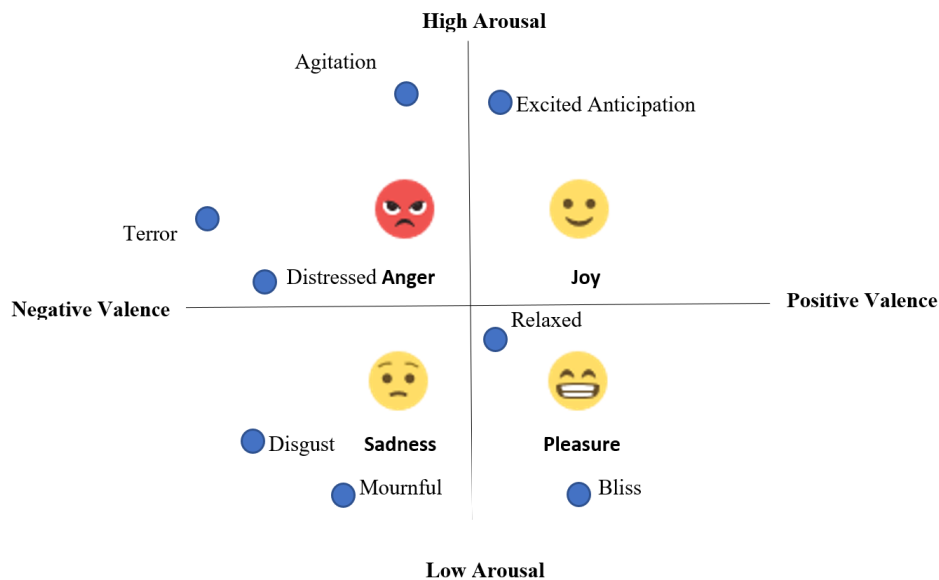 High Arousal
Agitation
Excited Anticipation
Terror
Distressed Anger
Joy
Negative Valence
Positive Valence
Relaxed
Disgust
Sadness
Pleasure
Mournful
Bliss
Low Arousal